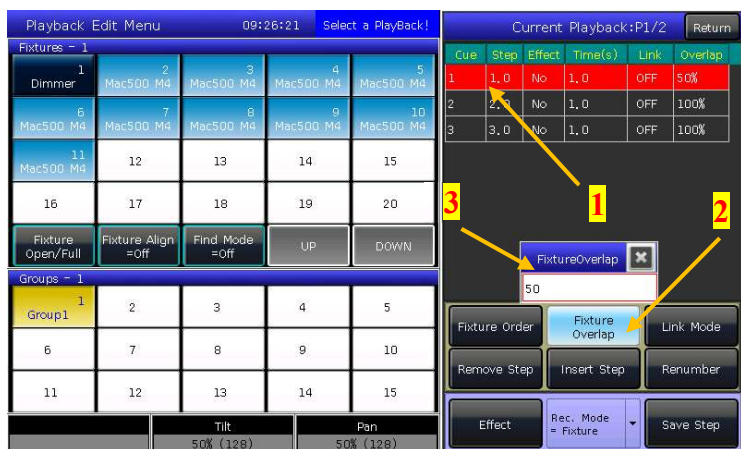 Playback Edit Menu 09:26:21 Select a PlayBack!
Fixtures - 1
1 Dimmer
2 Mac500 M4
3 Mac500 M4
4 Mac500 M4
5 Mac500 M4
6 Mac500 M4
7 Mac500 M4
8 Mac500 M4
9 Mac500 M4
10 Mac500 M4
11 Mac500 M4
12 13 14 15
16 17 18 19 20
Fixture Open/Full
Fixture Align =Off
Find Mode =Off
UP
DOWN
Groups - 1
1 Group1
2 3 4 5
6 7 8 9 10
11 12 13 14 15
Tilt Pan
50% (128) 50% (128)
Current Playback:P1/2 Return
Cue Step Effect Time(s) Link Overlap
1 1.0 No 1.0 OFF 50%
2 2.0 No 1.0 OFF 100%
3 3.0 No 1.0 OFF 100%
3
1
2
FixtureOverlap
50
Fixture Order
Fixture Overlap
Link Mode
Remove Step
Insert Step
Renumber
Effect
Rec. Mode
= Fixture
Save Step